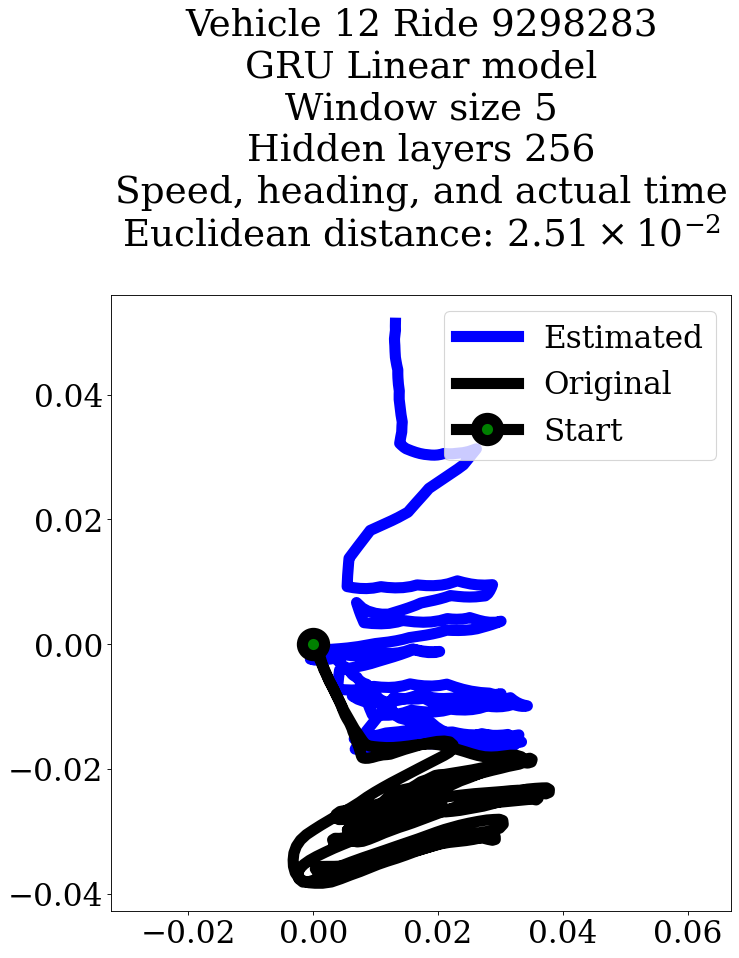 Vehicle 12 Ride 9298283
GRU Linear model
Window size 5
Hidden layers 256
Speed, heading, and actual time
Euclidean distance: 2.51 × 10⁻²
Estimated
Original
Start
0.04
0.02
0.00
−0.02
−0.04
−0.02 0.00 0.02 0.04 0.06